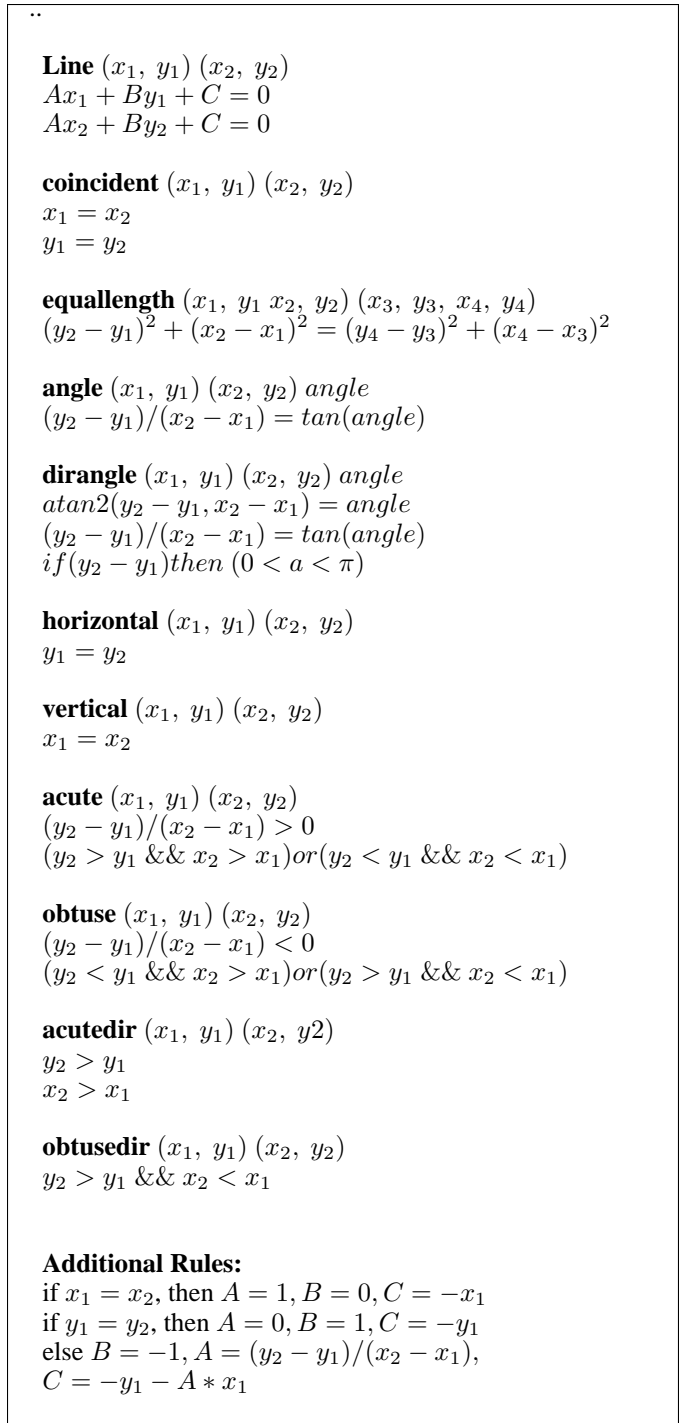 ..
Line (x₁, y₁) (x₂, y₂)
Ax₁ + By₁ + C = 0
Ax₂ + By₂ + C = 0
coincident (x₁, y₁) (x₂, y₂)
x₁ = x₂
y₁ = y₂
equallength (x₁, y₁ x₂, y₂) (x₃, y₃, x₄, y₄)
(y₂ − y₁)² + (x₂ − x₁)² = (y₄ − y₃)² + (x₄ − x₃)²
angle (x₁, y₁) (x₂, y₂) angle
(y₂ − y₁)/(x₂ − x₁) = tan(angle)
dirangle (x₁, y₁) (x₂, y₂) angle
atan2(y₂ − y₁, x₂ − x₁) = angle
(y₂ − y₁)/(x₂ − x₁) = tan(angle)
if(y₂ − y₁)then (0 < a < π)
horizontal (x₁, y₁) (x₂, y₂)
y₁ = y₂
vertical (x₁, y₁) (x₂, y₂)
x₁ = x₂
acute (x₁, y₁) (x₂, y₂)
(y₂ − y₁)/(x₂ − x₁) > 0
(y₂ > y₁ && x₂ > x₁)or(y₂ < y₁ && x₂ < x₁)
obtuse (x₁, y₁) (x₂, y₂)
(y₂ − y₁)/(x₂ − x₁) < 0
(y₂ < y₁ && x₂ > x₁)or(y₂ > y₁ && x₂ < x₁)
acutedir (x₁, y₁) (x₂, y2)
y₂ > y₁
x₂ > x₁
obtusedir (x₁, y₁) (x₂, y₂)
y₂ > y₁ && x₂ < x₁
Additional Rules:
if x₁ = x₂, then A = 1, B = 0, C = −x₁
if y₁ = y₂, then A = 0, B = 1, C = −y₁
else B = −1, A = (y₂ − y₁)/(x₂ − x₁),
C = −y₁ − A ∗ x₁